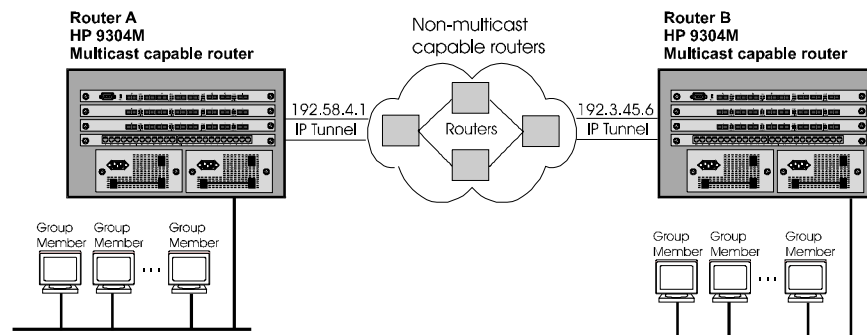 Router A
HP 9304M
Multicast capable router
Non-multicast
capable routers
Router B
HP 9304M
Multicast capable router
192.58.4.1
IP Tunnel
Routers
192.3.45.6
IP Tunnel
Group
Member
Group
Member
Group
Member
...
Group
Member
Group
Member
Group
Member
...